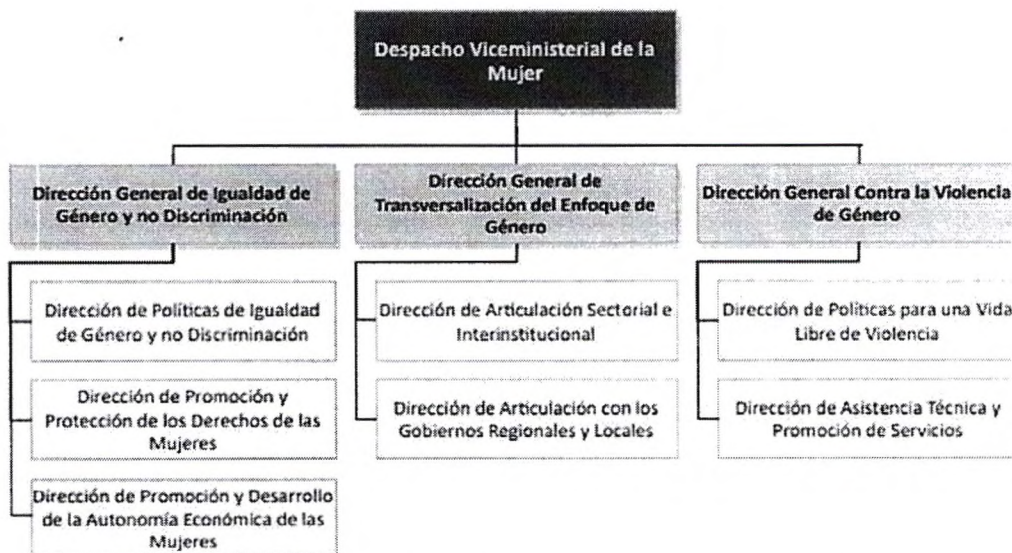 Despacho Viceministerial de la
Mujer
Dirección General de Igualdad de
Género y no Discriminación
Dirección de Políticas de Igualdad
de Género y no Discriminación
Dirección de Promoción y
Protección de los Derechos de las
Mujeres
Dirección de Promoción y Desarrollo
de la Autonomía Económica de las
Mujeres
Dirección General de
Transversalización del Enfoque de
Género
Dirección de Articulación Sectorial e
Interinstitucional
Dirección de Articulación con los
Gobiernos Regionales y Locales
Dirección General Contra la Violencia
de Género
Dirección de Políticas para una Vida
Libre de Violencia
Dirección de Asistencia Técnica y
Promoción de Servicios